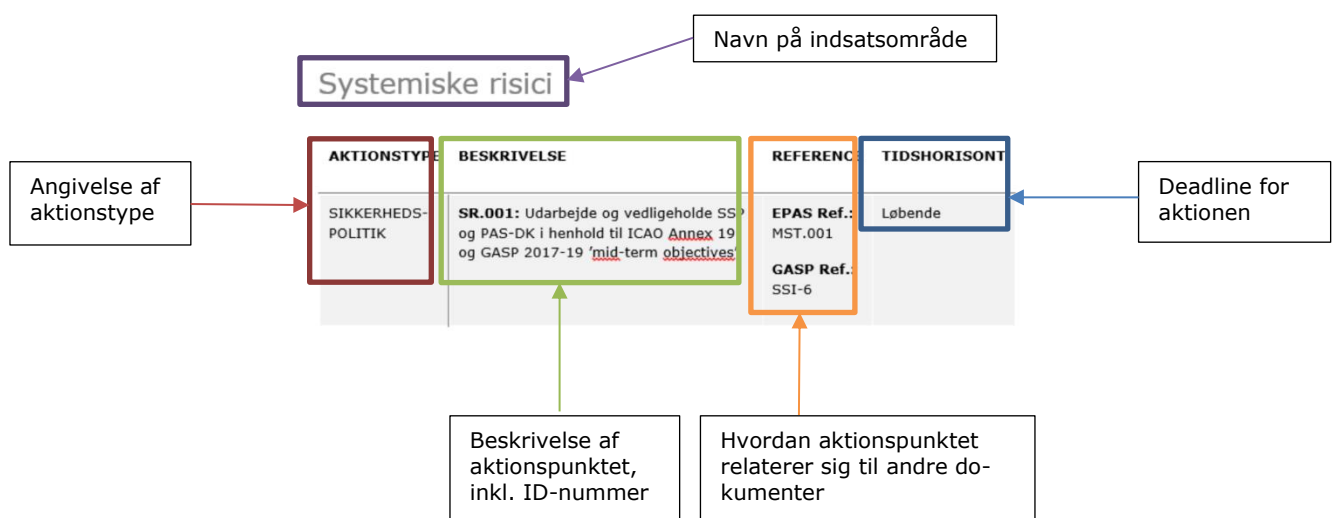 Navn på indsatsområde
Systemiske risici
Angivelse af
aktionstype
AKTIONSTYPE BESKRIVELSE REFERENCE TIDSHORISONT
SIKKERHEDS-
POLITIK
SR.001: Udarbejde og vedligeholde SSP
og PAS-DK i henhold til ICAO Annex 19
og GASP 2017-19 ’mid-term objectives’
EPAS Ref.:
MST.001
GASP Ref.:
SSI-6
Løbende
Deadline for
aktionen
Beskrivelse af
aktionspunktet,
inkl. ID-nummer
Hvordan aktionspunktet
relaterer sig til andre do-
kumenter